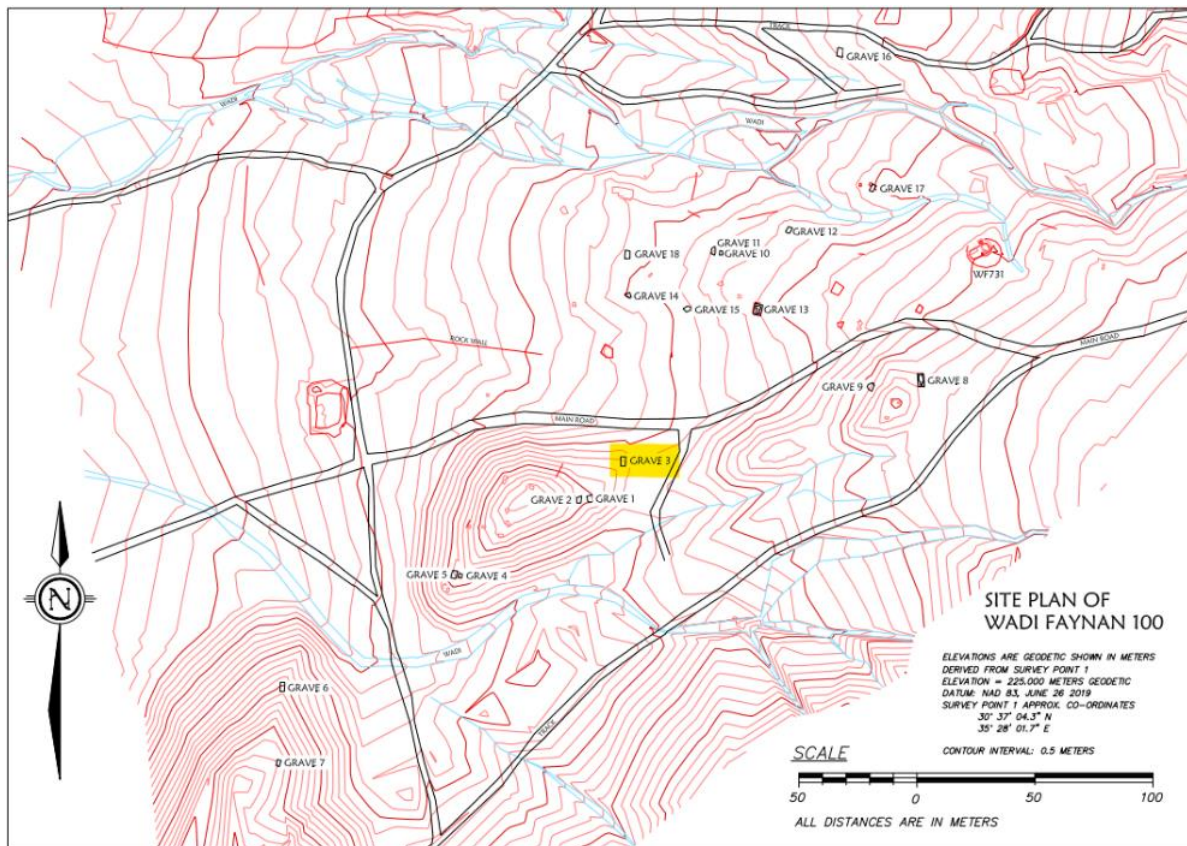 TRACK
GRAVE 16
WADI
WADI
GRAVE 17
GRAVE 12
GRAVE 11
GRAVE 10
GRAVE 18
WF731
GRAVE 14
GRAVE 15
GRAVE 13
ROCK WALL
MAIN ROAD
GRAVE 9
GRAVE 8
MAIN ROAD
GRAVE 3
GRAVE 2
GRAVE 1
GRAVE 5
GRAVE 4
WADI
GRAVE 6
TRACK
GRAVE 7
N
SITE PLAN OF
WADI FAYNAN 100
ELEVATIONS ARE GEODETIC SHOWN IN METERS
DERIVED FROM SURVEY POINT 1
ELEVATION = 225.000 METERS GEODETIC
DATUM: NAD 83, JUNE 26 2019
SURVEY POINT 1 APPROX. CO-ORDINATES
30° 37' 04.3" N
35° 28' 01.7" E
CONTOUR INTERVAL: 0.5 METERS
SCALE
50 0 50 100
ALL DISTANCES ARE IN METERS